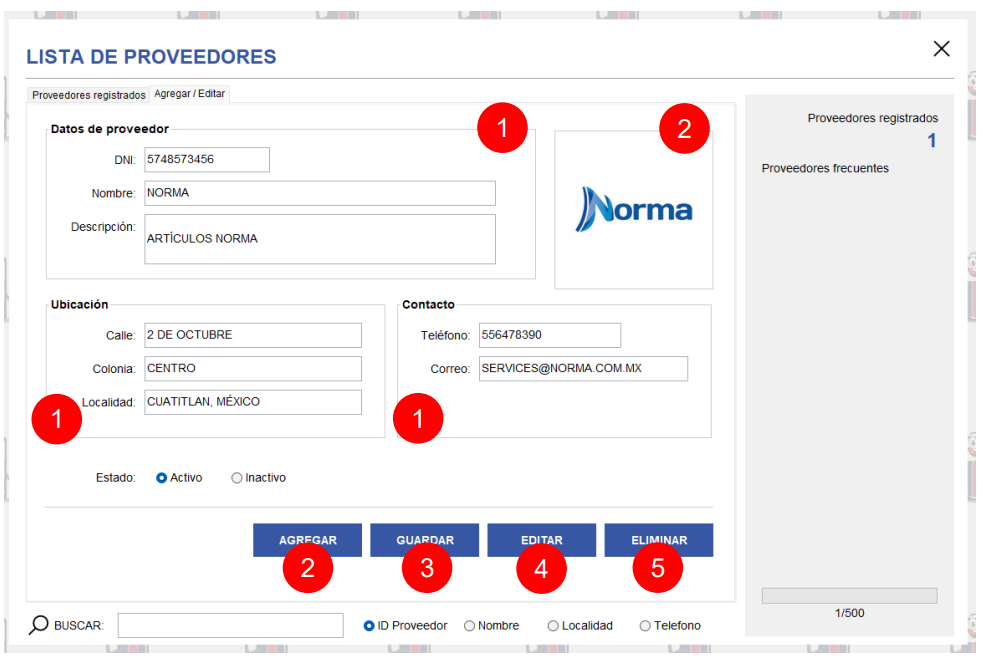 LISTA DE PROVEEDORES
Proveedores registrados Agregar / Editar
Datos de proveedor
1
2
DNI: 5748573456
Nombre: NORMA
Descripción: ARTÍCULOS NORMA
Norma
Ubicación
Calle: 2 DE OCTUBRE
Colonia: CENTRO
Localidad: CUATITLAN, MÉXICO
1
Contacto
Teléfono: 556478390
Correo: SERVICES@NORMA.COM.MX
1
Estado: Activo Inactivo
AGREGAR GUARDAR EDITAR ELIMINAR
2 3 4 5
BUSCAR: ID Proveedor Nombre Localidad Telefono
Proveedores registrados
1
Proveedores frecuentes
1/500